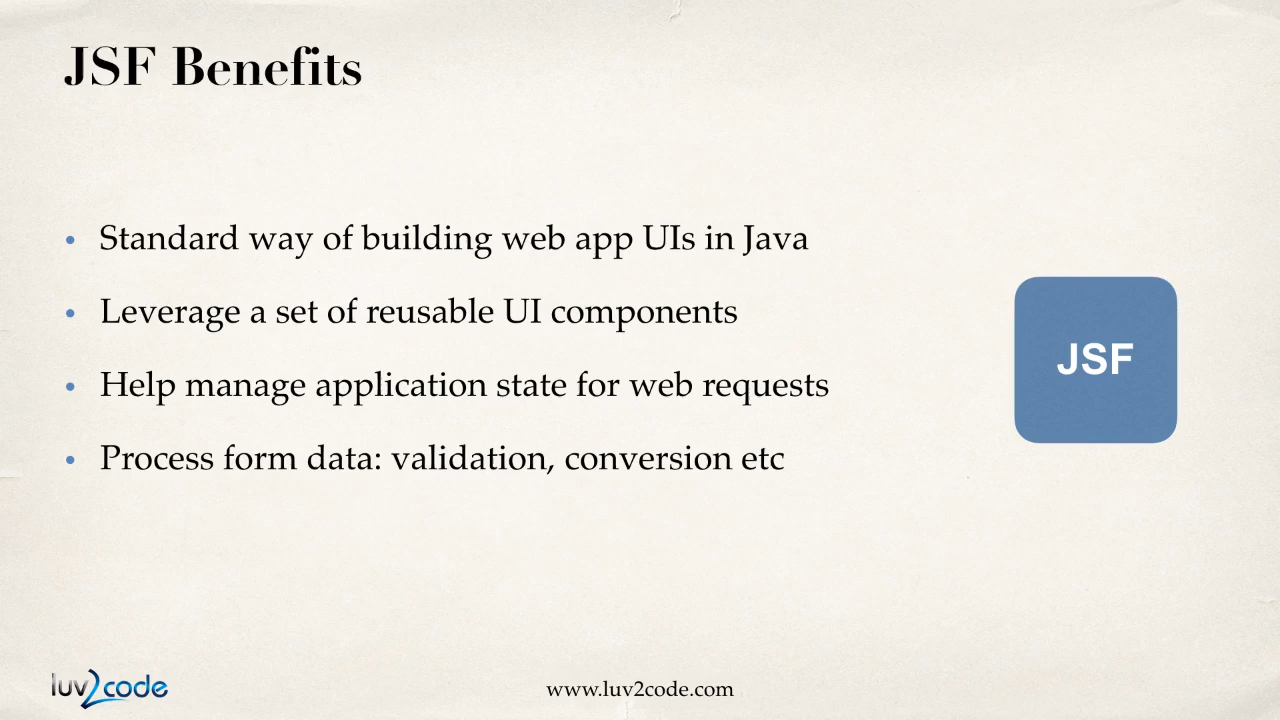 JSF Benefits
• Standard way of building web app UIs in Java
• Leverage a set of reusable UI components
• Help manage application state for web requests
• Process form data: validation, conversion etc
JSF
luv2code
www.luv2code.com